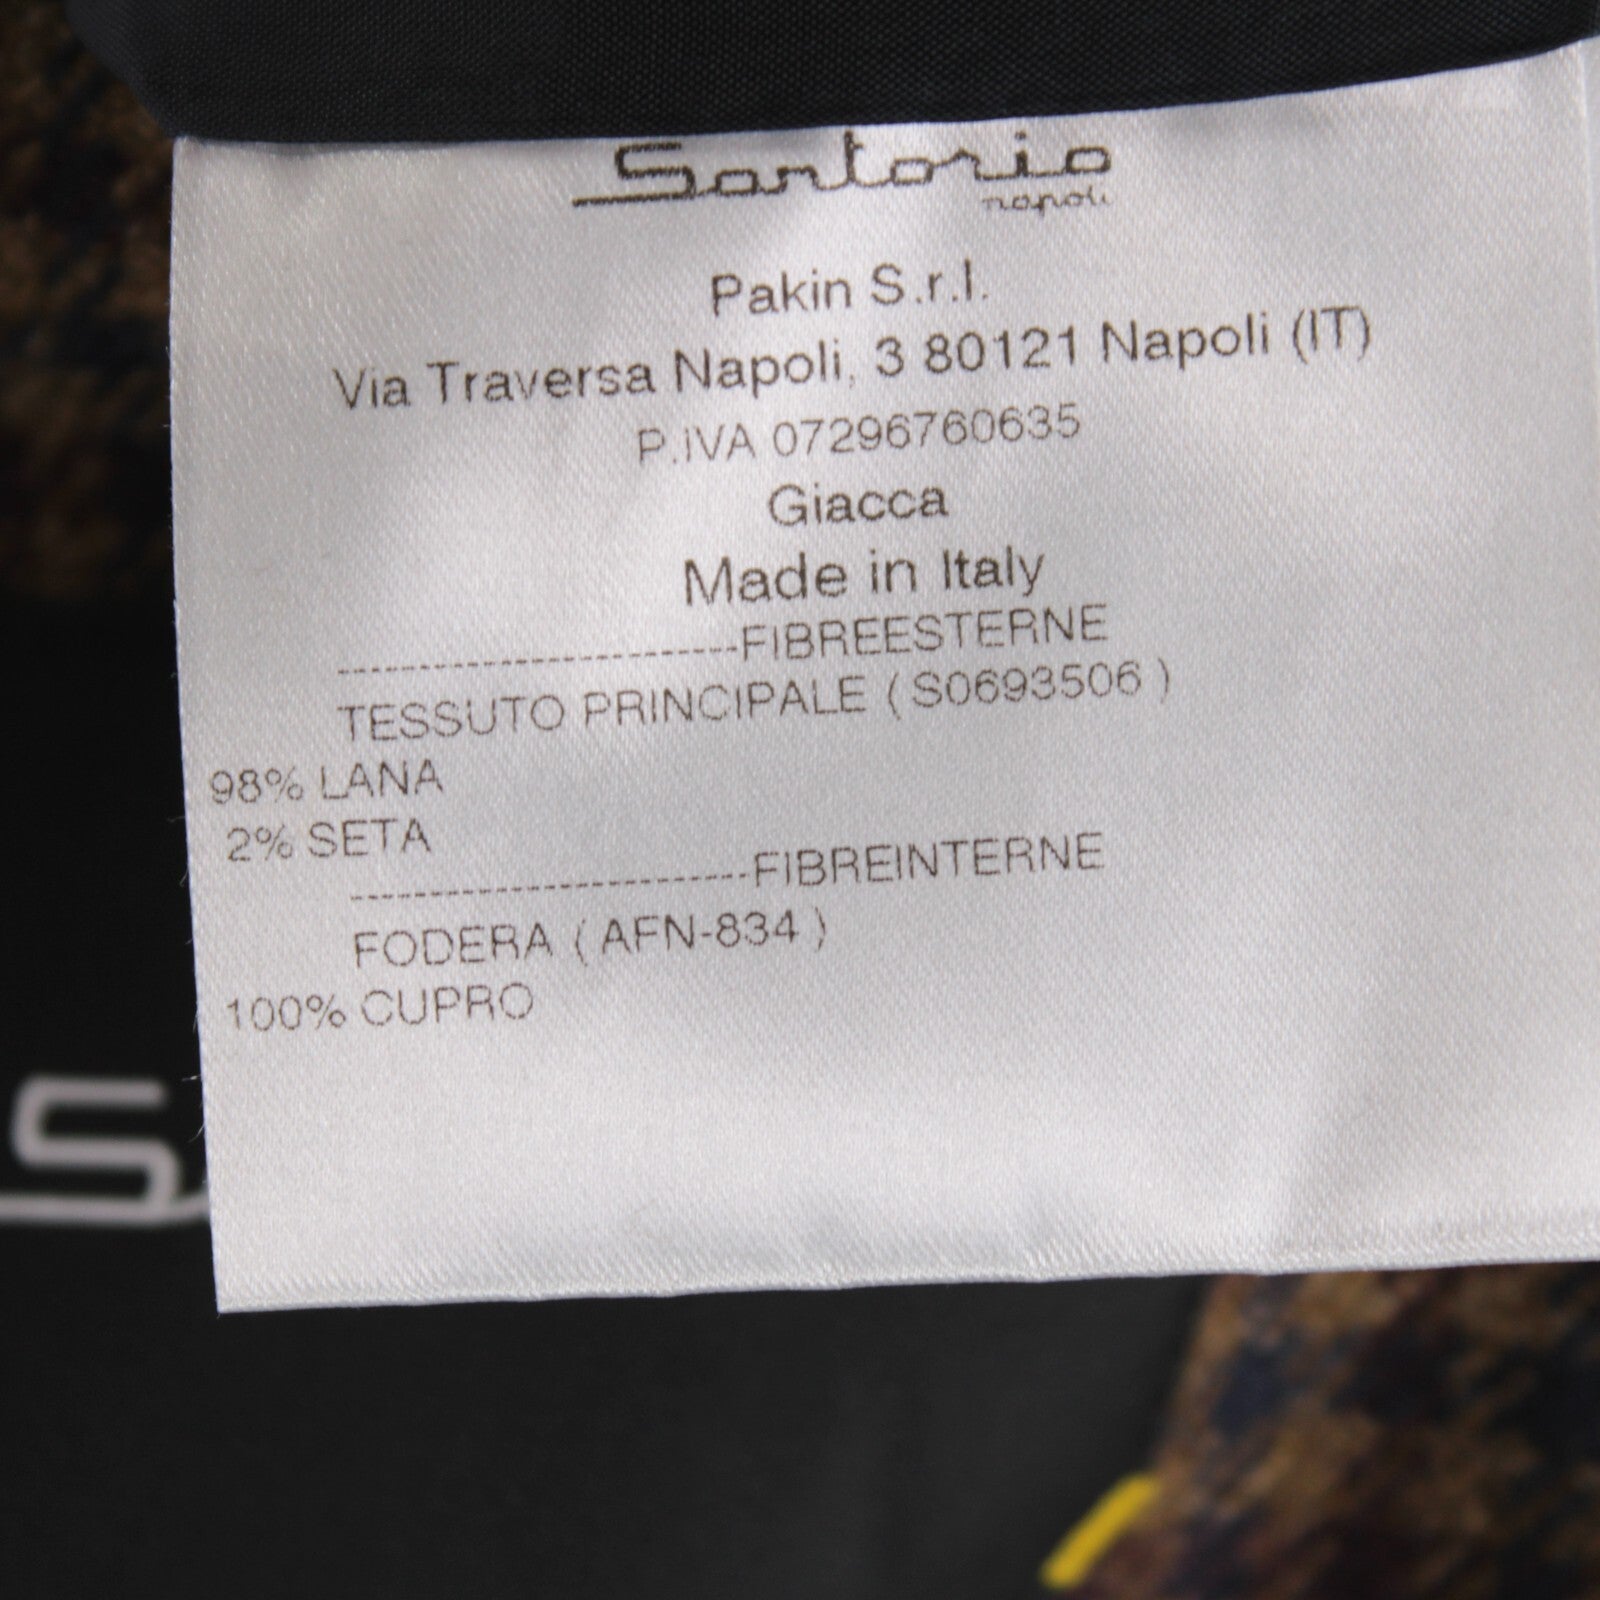 Sartorio
napoli
Pakin S.r.l.
Via Traversa Napoli, 3 80121 Napoli (IT)
P.IVA 07296760635
Giacca
Made in Italy
-------------------------FIBREESTERNE
TESSUTO PRINCIPALE ( S0693506 )
98% LANA
2% SETA
-------------------------FIBREINTERNE
FODERA ( AFN-834 )
100% CUPRO
S